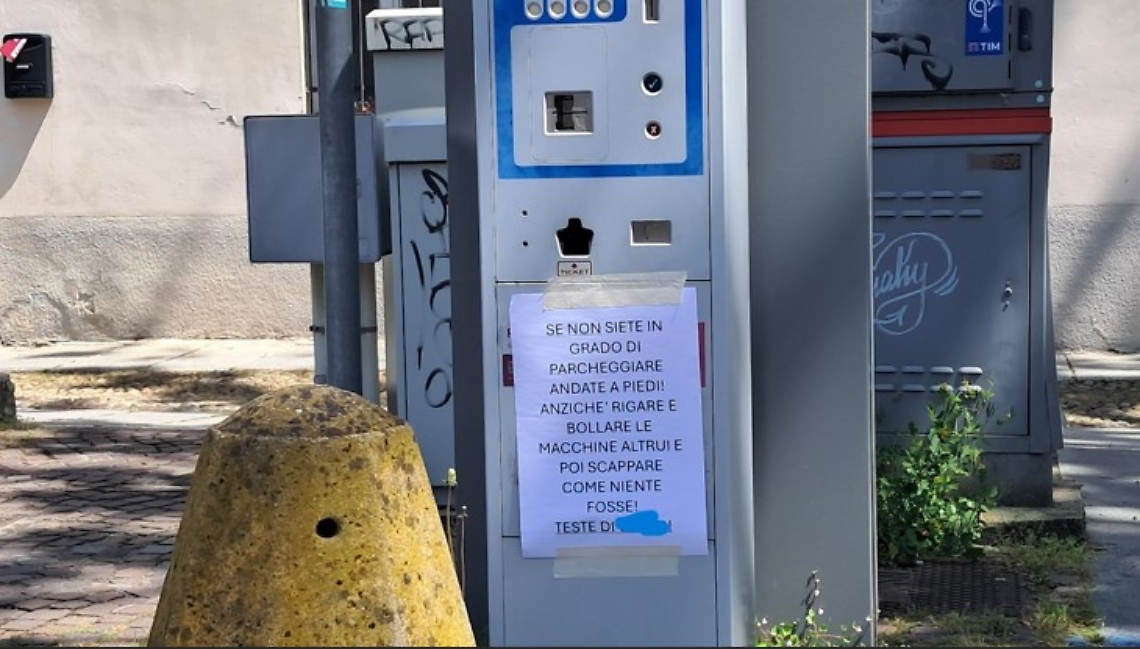 TIM
TICKET
SE NON SIETE IN
GRADO DI
PARCHEGGIARE
ANDATE A PIEDI!
ANZICHE' RIGARE E
BOLLARE LE
MACCHINE ALTRUI E
POI SCAPPARE
COME NIENTE
FOSSE!
TESTE DI !